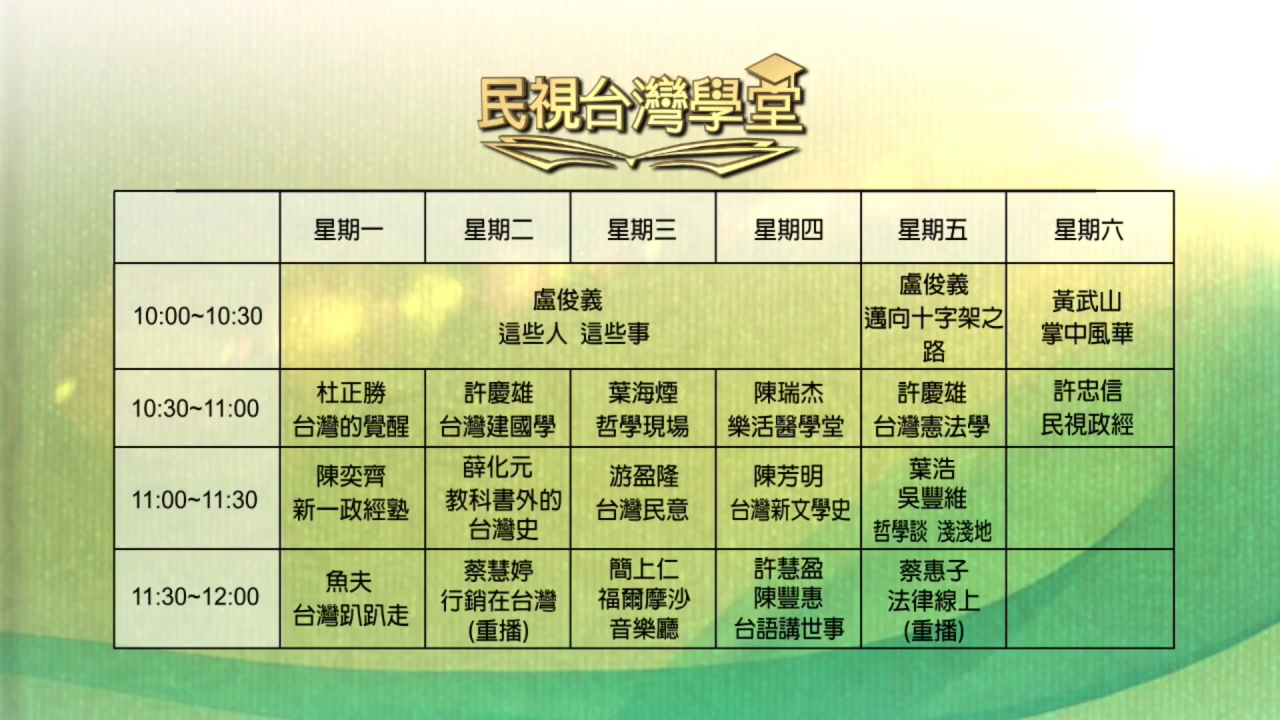 民視台灣學堂
星期一 星期二 星期三 星期四 星期五 星期六
10:00~10:30
盧俊義
這些人 這些事
盧俊義
邁向十字架之
路
黃武山
掌中風華
10:30~11:00
杜正勝
台灣的覺醒
許慶雄
台灣建國學
葉海煙
哲學現場
陳瑞杰
樂活醫學堂
許慶雄
台灣憲法學
許忠信
民視政經
11:00~11:30
陳奕齊
新一政經塾
薛化元
教科書外的
台灣史
游盈隆
台灣民意
陳芳明
台灣新文學史
葉浩
吳豐維
哲學談 淺淺地
11:30~12:00
魚夫
台灣趴趴走
蔡慧婷
行銷在台灣
(重播)
簡上仁
福爾摩沙
音樂廳
許慧盈
陳豐惠
台語講世事
蔡惠子
法律線上
(重播)